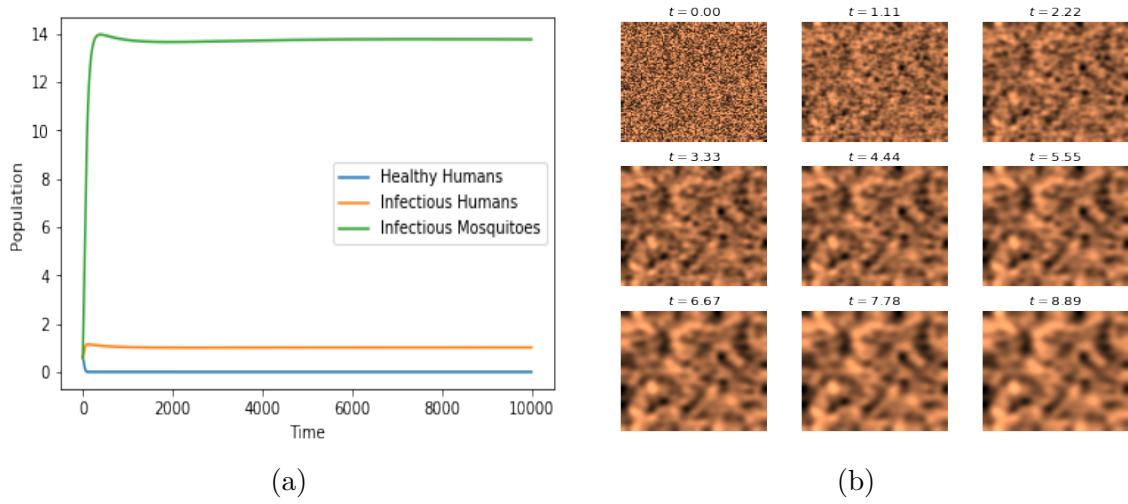 14
12
10
8
6
4
2
0
Population
0 2000 4000 6000 8000 10000
Time
Healthy Humans
Infectious Humans
Infectious Mosquitoes
(a)
t = 0.00 t = 1.11 t = 2.22
t = 3.33 t = 4.44 t = 5.55
t = 6.67 t = 7.78 t = 8.89
(b)